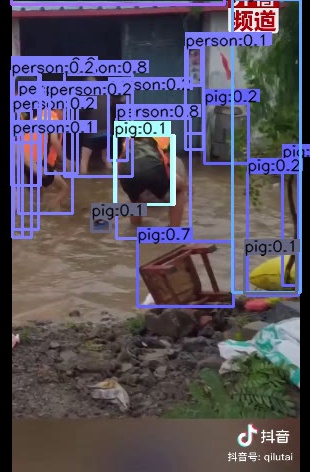 频道
person:0.1
person:0.2
on:0.8
person:0.2
person:0.2
person:0.8
pig:0.2
person:0.1
pig:0.1
pig:0.2
pig:0.1
pig:0.7
pig:0.1
抖音
抖音号: qilutai